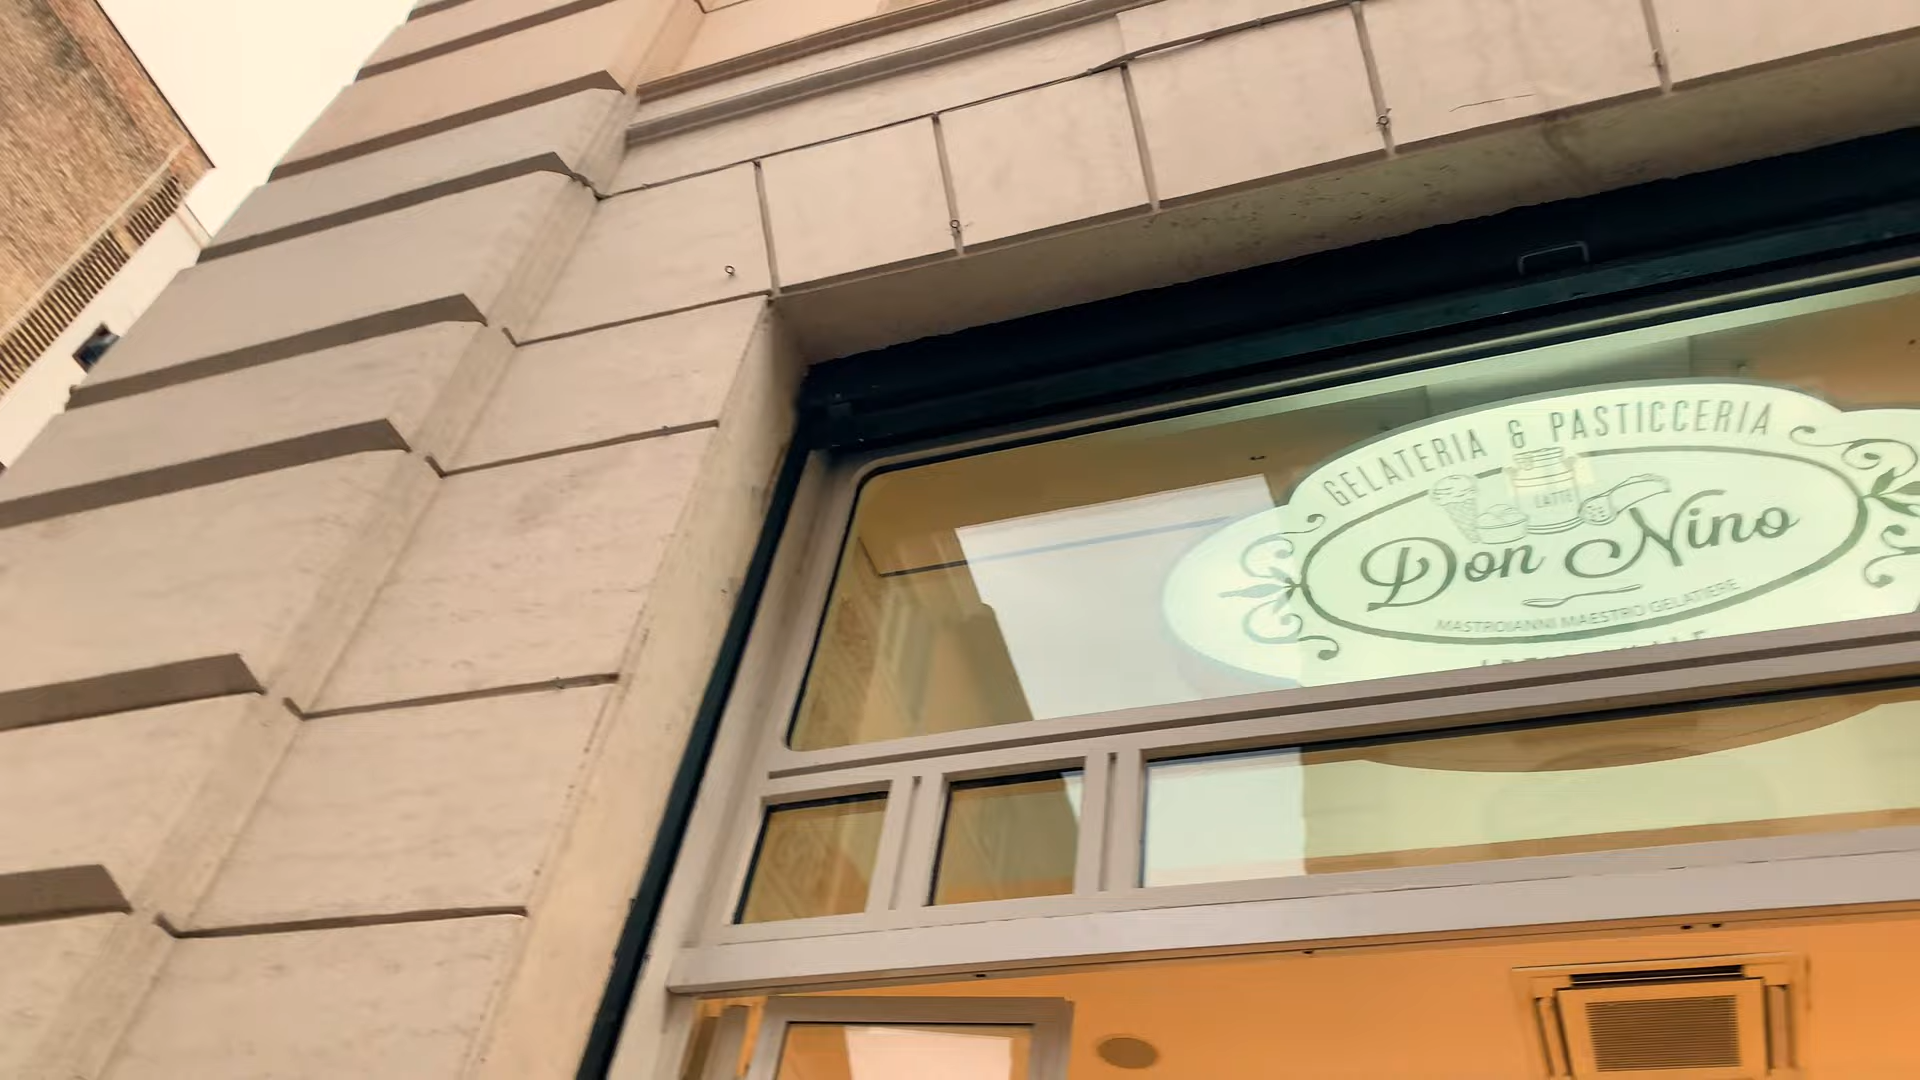 GELATERIA & PASTICCERIA
LATTE
Don Nino
MASTROIANNI MAESTRO GELATIERE